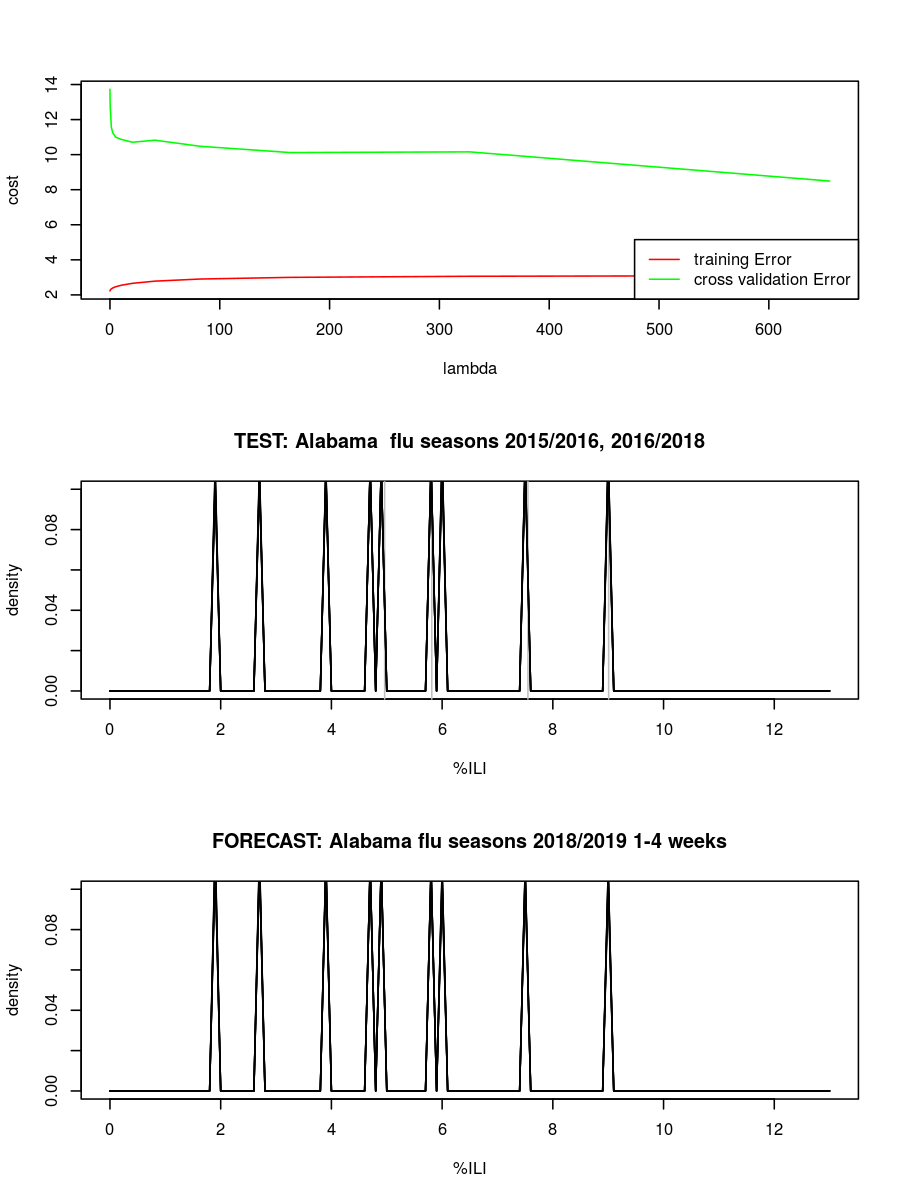 14
12
10
8
6
4
2
cost
training Error
cross validation Error
0 100 200 300 400 500 600
lambda
TEST: Alabama  flu seasons 2015/2016, 2016/2018
0.08
0.04
0.00
density
0 2 4 6 8 10 12
%ILI
FORECAST: Alabama flu seasons 2018/2019 1-4 weeks
0.08
0.04
0.00
density
0 2 4 6 8 10 12
%ILI